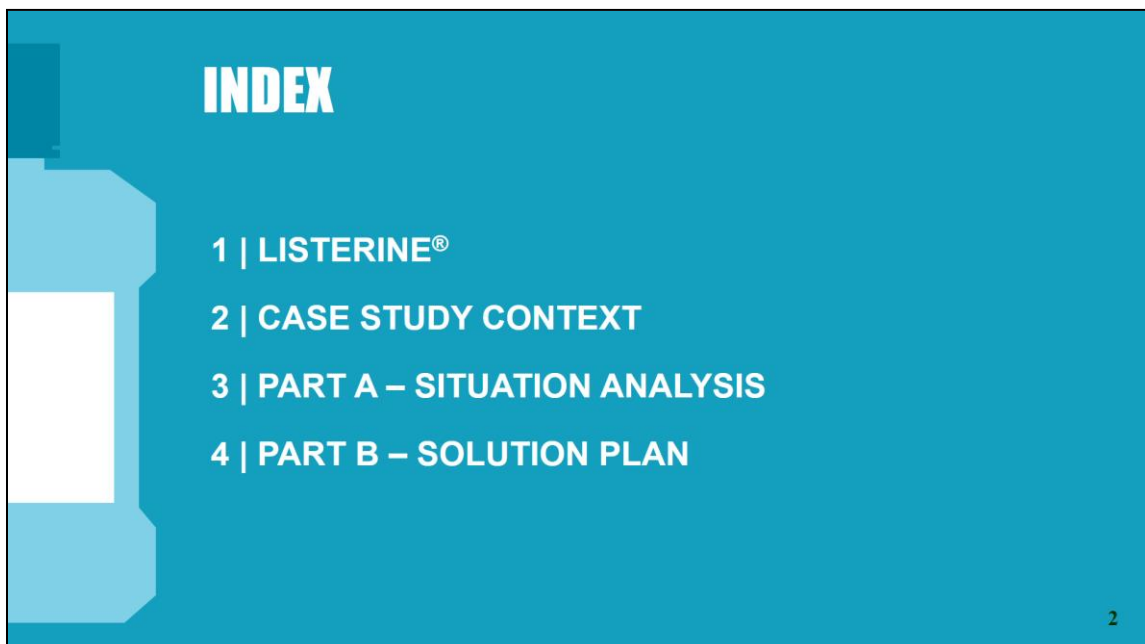 INDEX
1 | LISTERINE®
2 | CASE STUDY CONTEXT
3 | PART A – SITUATION ANALYSIS
4 | PART B – SOLUTION PLAN
2